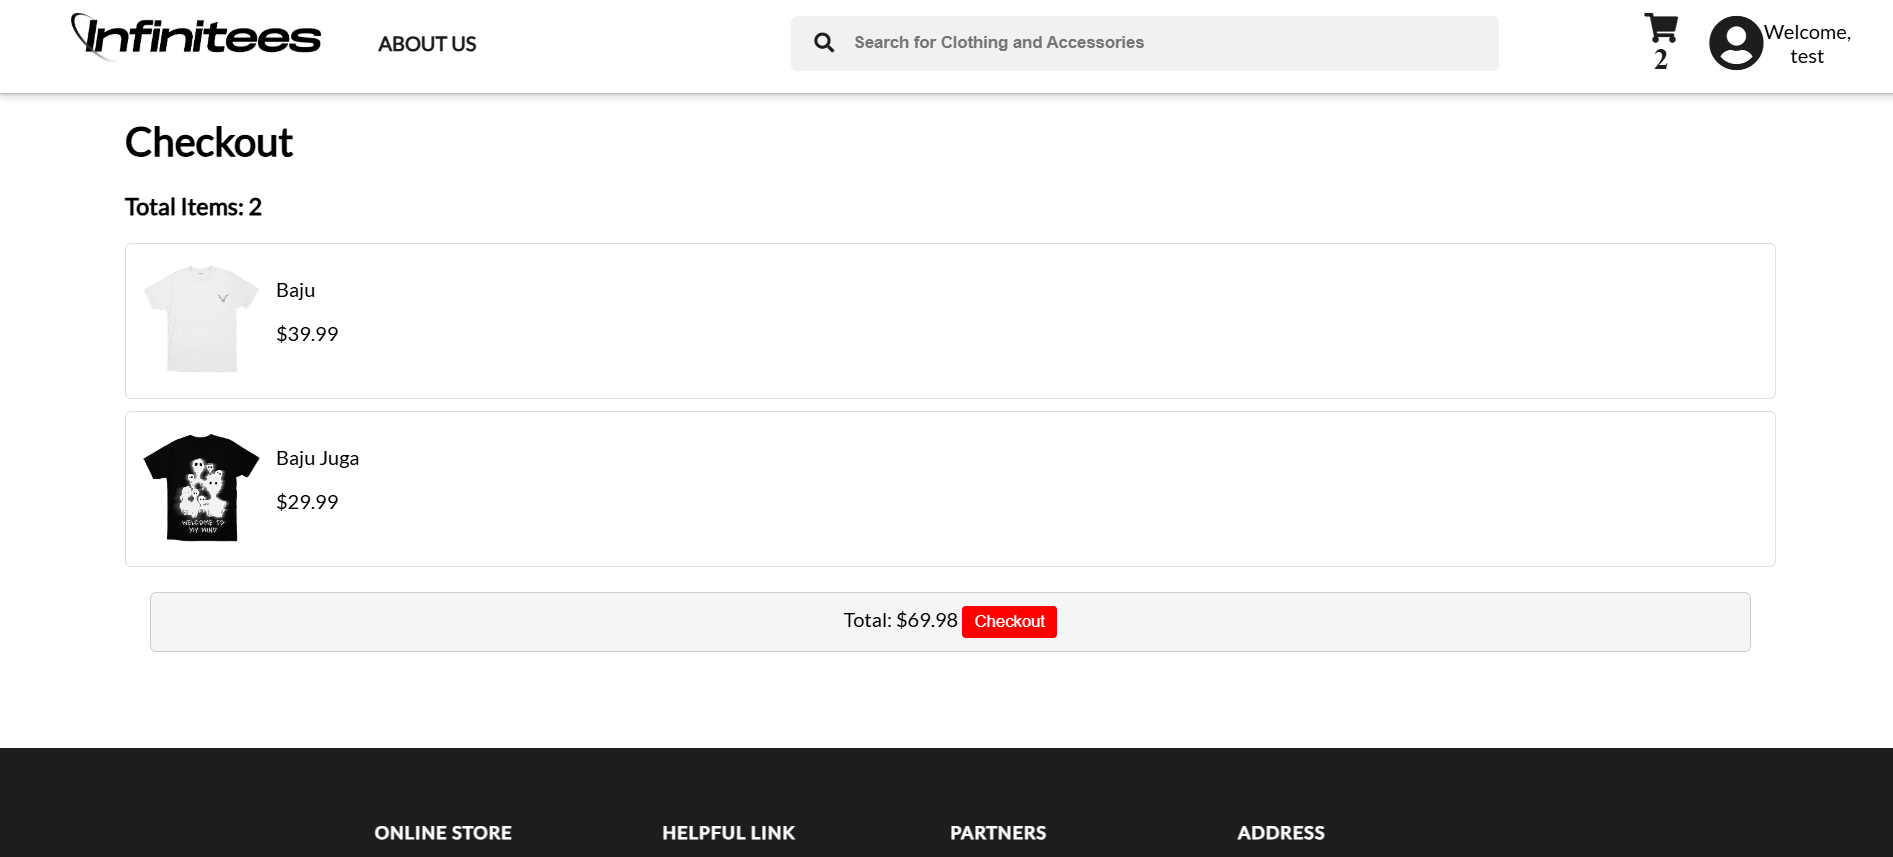 Infinitees
ABOUT US
Search for Clothing and Accessories
2
Welcome,
test
Checkout
Total Items: 2
Baju
$39.99
Baju Juga
$29.99
WELCOME TO
MY MIND
Total: $69.98 Checkout
ONLINE STORE HELPFUL LINK PARTNERS ADDRESS